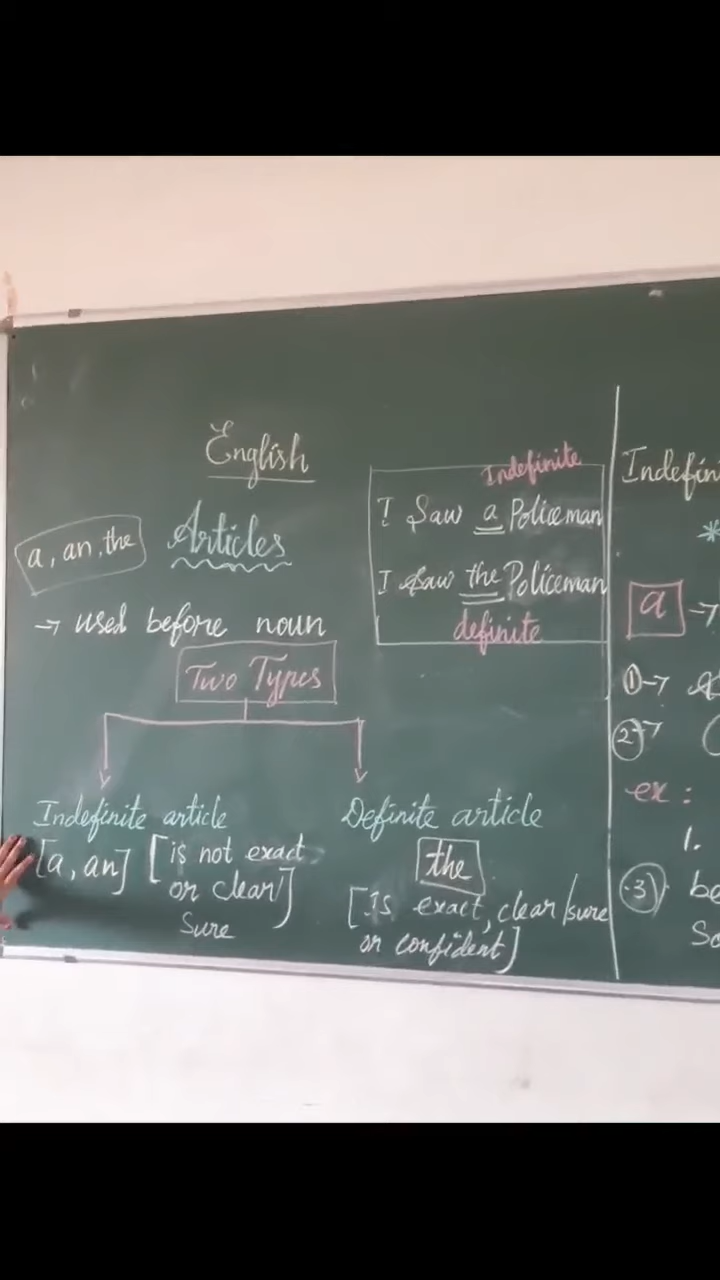 English
a, an, the
Articles
→ used before noun
Two Types
Indefinite article
[a, an] [is not exact
or clear]
Sure
Definite article
the
[Is exact, clear/sure
or confident]
Indefinite
I Saw a Policeman
I Saw the Policeman
definite
Indefin
*
a →
① →
② →
ex :
1.
③ be
So